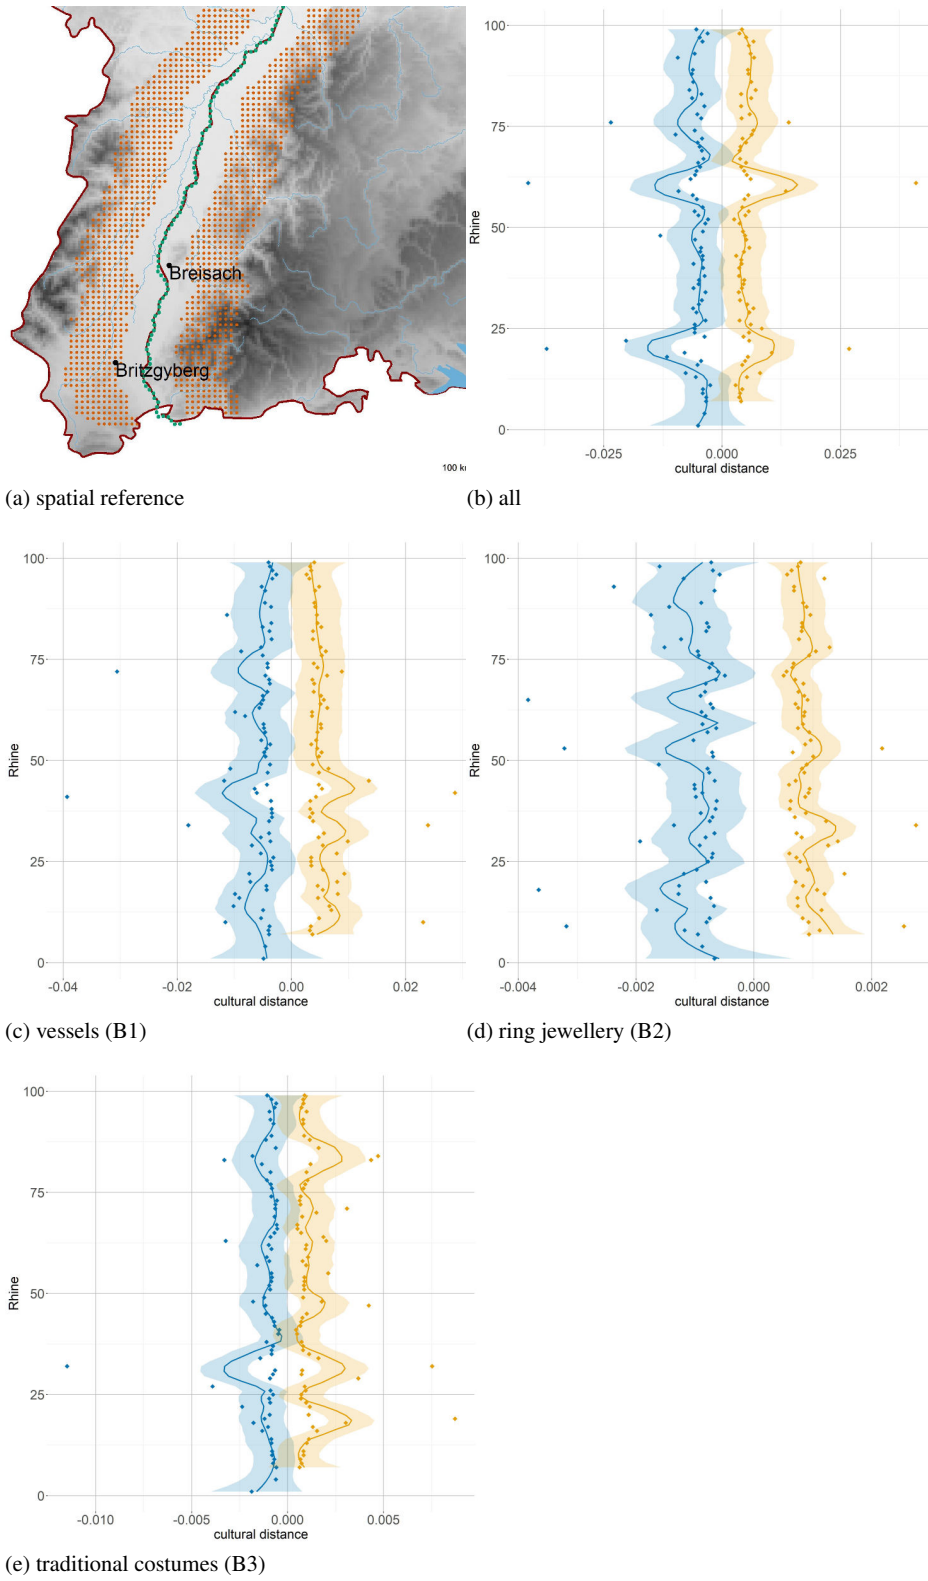 Breisach
Britzgyberg
100 k
(a) spatial reference
100
75
50
25
0
Rhine
-0.025
0.000
0.025
cultural distance
(b) all
100
75
50
25
0
Rhine
-0.04
-0.02
0.00
0.02
cultural distance
(c) vessels (B1)
100
75
50
25
0
Rhine
-0.004
-0.002
0.000
0.002
cultural distance
(d) ring jewellery (B2)
100
75
50
25
0
Rhine
-0.010
-0.005
0.000
0.005
cultural distance
(e) traditional costumes (B3)